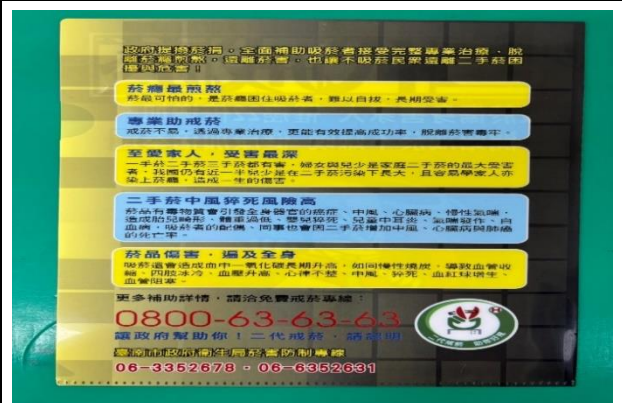 政府提撥菸捐，全面補助吸菸者接受完整專業治療，脫
離菸癮煎熬，遠離菸害，也讓不吸菸民眾遠離二手菸困
擾與危害！
菸癮最煎熬
菸最可怕的，是菸癮困住吸菸者，難以自拔，長期受害。
專業助戒菸
戒菸不易，透過專業治療，更能有效提高成功率，脫離菸害毒牢。
至愛家人，受害最深
一手菸二手菸三手菸都有害，婦女與兒少是家庭二手菸的最大受害
者，我國仍有近一半兒少是在二手菸污染下長大，且容易學家人亦
染上菸癮，造成一生的傷害。
二手菸中風猝死風險高
菸品有毒物質會引發全身器官的癌症、中風、心臟病、慢性氣喘，
造成胎兒畸形、體重過低、嬰兒猝死、兒童中耳炎、氣喘發作、白
血病，吸菸者的配偶、同事也會因二手菸增加中風、心臟病與肺癌
的死亡率。
菸品傷害，遍及全身
吸菸還會造成血中一氧化碳長期升高，如同慢性燒炭，導致血管收
縮、四肢冰冷、血壓升高、心律不整、中風、猝死、血紅球增生、
血管阻塞。
更多補助詳情，請洽免費戒菸專線：
0800-63-63-63
讓政府幫助你！二代戒菸，請
臺南市政府衛生局菸害防制專線
06-3352678・06-6352631
二代戒菸 助你好戒